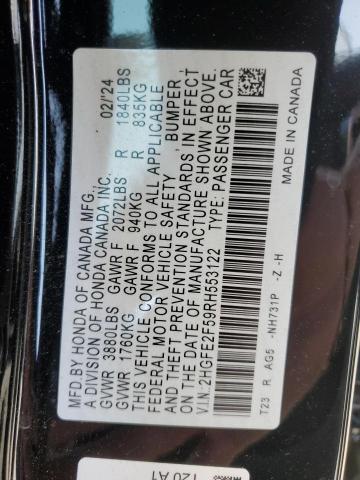 MFD.BY HONDA OF CANADA MFG., 02/'24
A DIVISION OF HONDA CANADA INC.
GVWR 3880LBS GAWR F 2072LBS R 1840LBS
GVWR 1760KG GAWR F 940KG R 835KG
THIS VEHICLE CONFORMS TO ALL APPLICABLE
FEDERAL MOTOR VEHICLE SAFETY, BUMPER,
AND THEFT PREVENTION STANDARDS IN EFFECT
ON THE DATE OF MANUFACTURE SHOWN ABOVE.
V.I.N.:2HGFE2F59RH553122 TYPE: PASSENGER CAR
T23 R AG5 -NH731P -Z -H MADE IN CANADA
120 A1